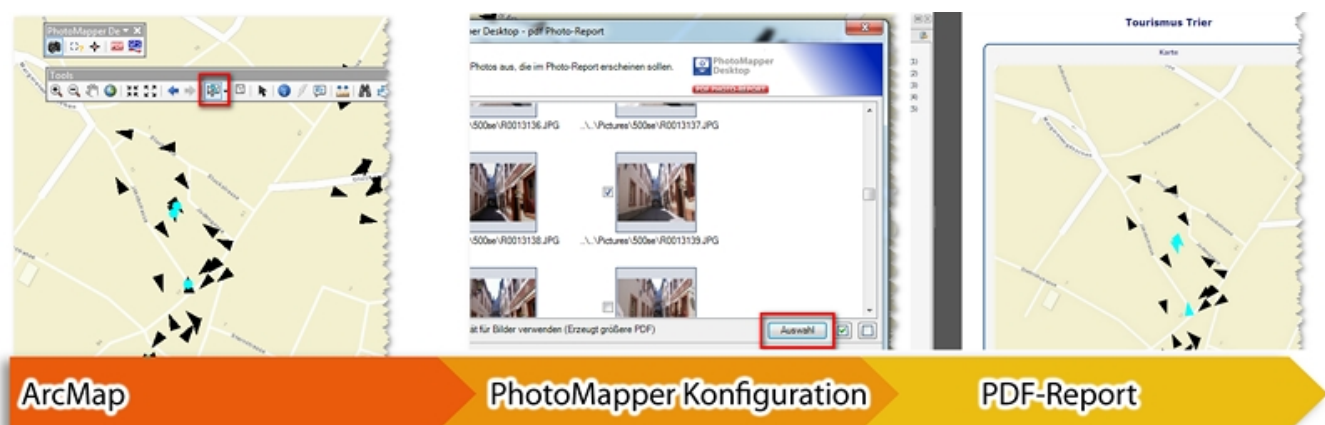 PhotoMapper De
Tools
per Desktop - pdf Photo-Report
Photos aus, die im Photo-Report erscheinen sollen.
PhotoMapper
Desktop
PDF PHOTO-REPORT
\500se\R0013136.JPG
..\..\Pictures\500se\R0013137.JPG
\500se\R0013138.JPG
..\..\Pictures\500se\R0013139.JPG
ät für Bilder verwenden (Erzeugt größere PDF)
Auswahl
Tourismus Trier
Karte
ArcMap
PhotoMapper Konfiguration
PDF-Report